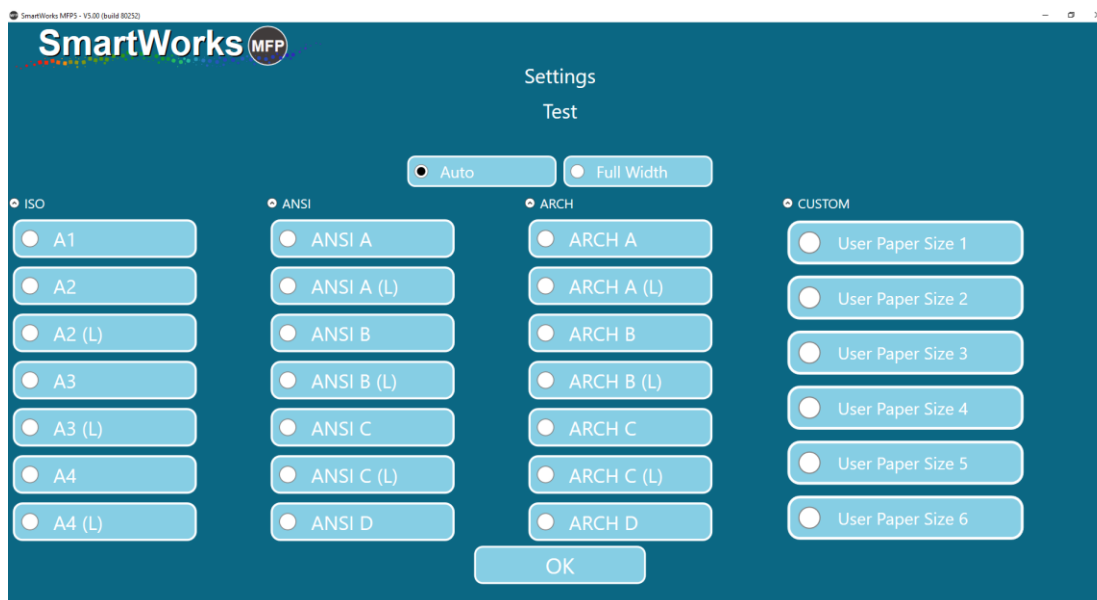 SmartWorks MFP5 - V5.00 (build 80252)
SmartWorks MFP
Settings
Test
Auto
Full Width
ISO
A1
A2
A2 (L)
A3
A3 (L)
A4
A4 (L)
ANSI
ANSI A
ANSI A (L)
ANSI B
ANSI B (L)
ANSI C
ANSI C (L)
ANSI D
ARCH
ARCH A
ARCH A (L)
ARCH B
ARCH B (L)
ARCH C
ARCH C (L)
ARCH D
CUSTOM
User Paper Size 1
User Paper Size 2
User Paper Size 3
User Paper Size 4
User Paper Size 5
User Paper Size 6
OK